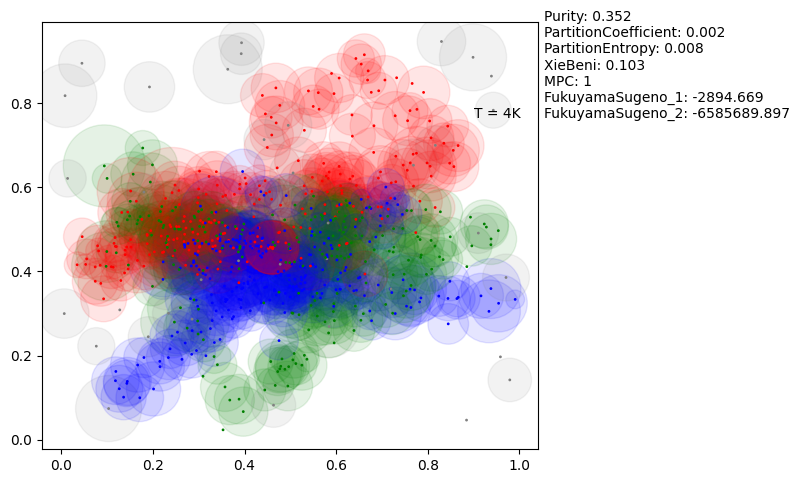 Purity: 0.352
PartitionCoefficient: 0.002
PartitionEntropy: 0.008
XieBeni: 0.103
MPC: 1
FukuyamaSugeno_1: -2894.669
FukuyamaSugeno_2: -6585689.897
T = 4K
0.8
0.6
0.4
0.2
0.0
0.0 0.2 0.4 0.6 0.8 1.0